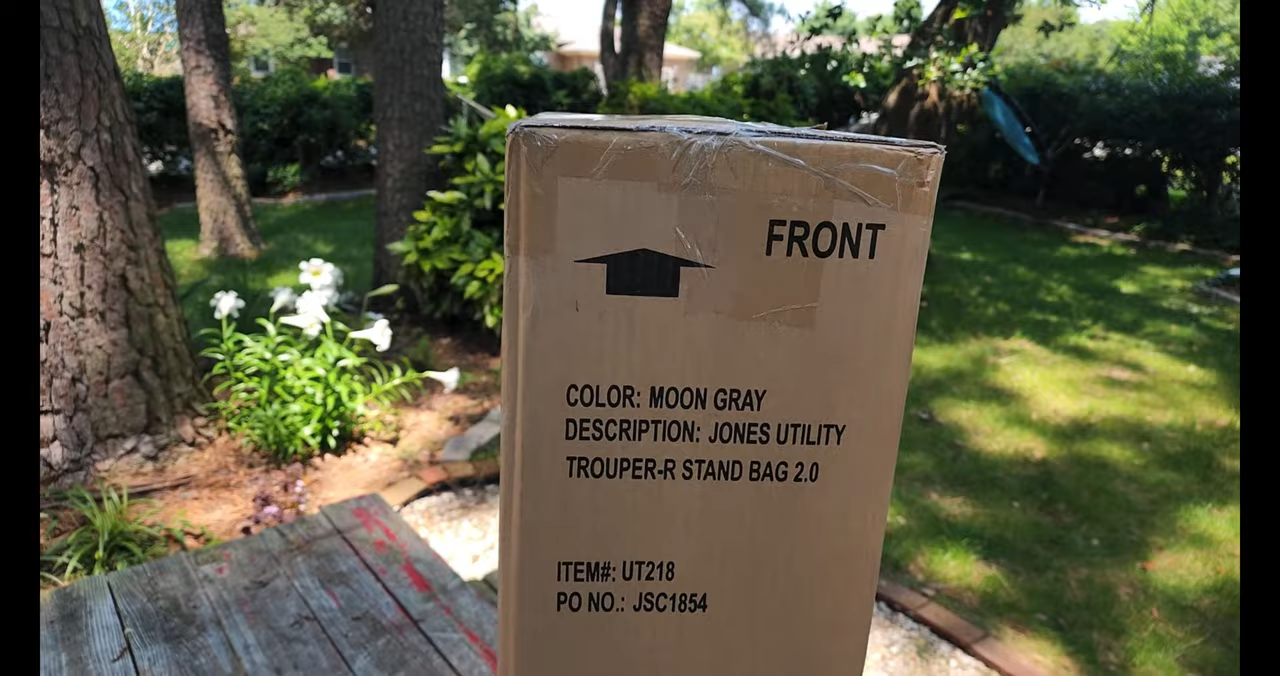 FRONT
COLOR: MOON GRAY
DESCRIPTION: JONES UTILITY
TROUPER-R STAND BAG 2.0
ITEM#: UT218
PO NO.: JSC1854